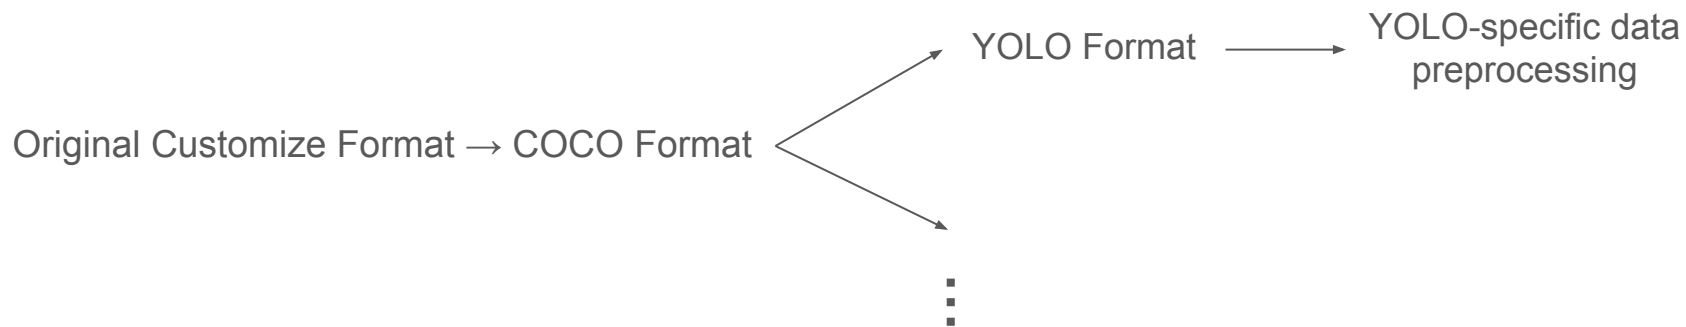 YOLO-specific data
preprocessing
YOLO Format
Original Customize Format → COCO Format